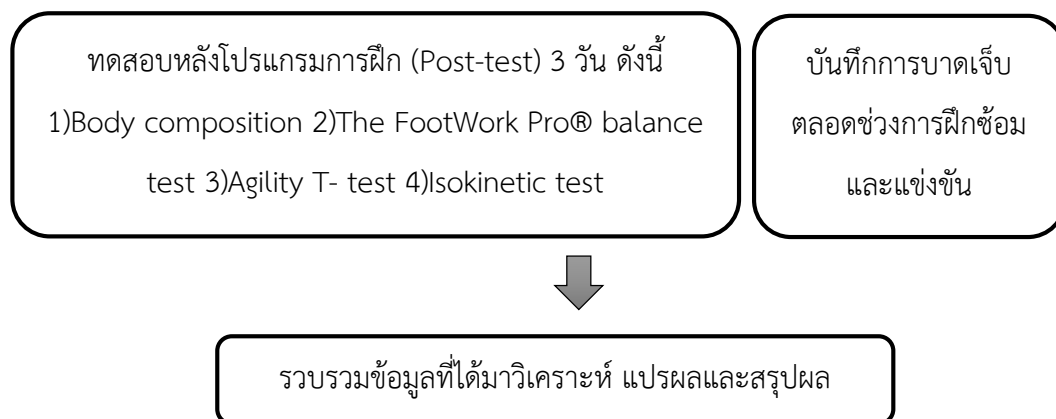 ทดสอบหลังโปรแกรมการฝึก (Post-test) 3 วัน ดังนี้
1)Body composition 2)The FootWork Pro® balance
test 3)Agility T- test 4)Isokinetic test
บันทึกการบาดเจ็บ
ตลอดช่วงการฝึกซ้อม
และแข่งขัน
รวบรวมข้อมูลที่ได้มาวิเคราะห์ แปรผลและสรุปผล